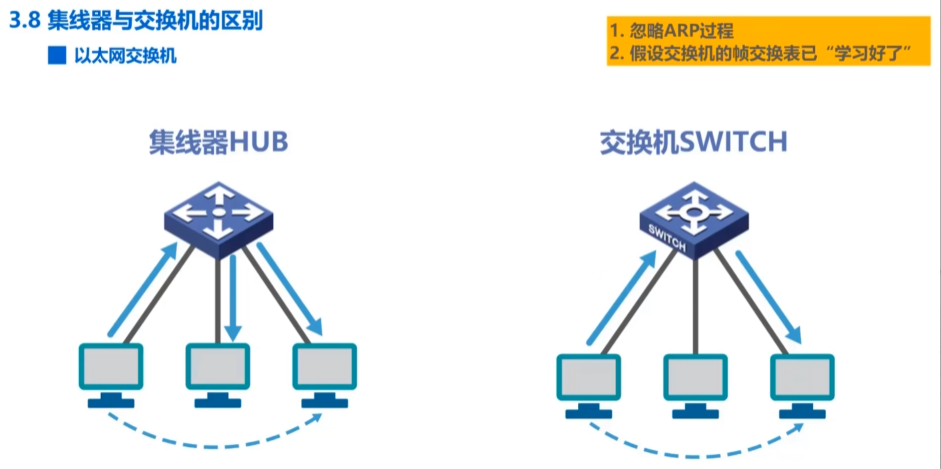 3.8 集线器与交换机的区别
以太网交换机
1. 忽略ARP过程
2. 假设交换机的帧交换表已“学习好了”
集线器HUB
交换机SWITCH
SWITCH